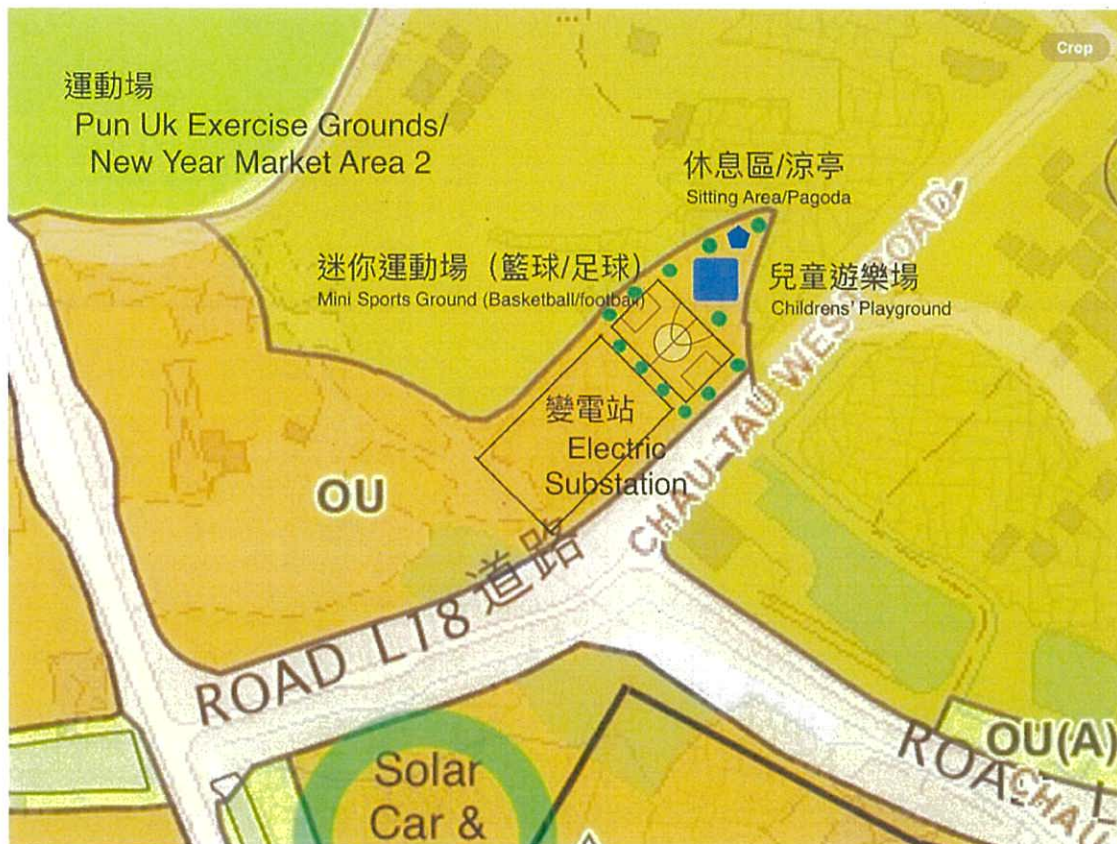 Crop
運動場
Pun Uk Exercise Grounds/
New Year Market Area 2
休息區/涼亭
Sitting Area/Pagoda
迷你運動場（籃球/足球）
Mini Sports Ground (Basketball/football)
兒童遊樂場
Childrens' Playground
變電站
Electric
Substation
OU
CHAU TAU WEST ROAD
ROAD L18 道路
OU(A)
ROAD L
CHAU
Solar
Car &